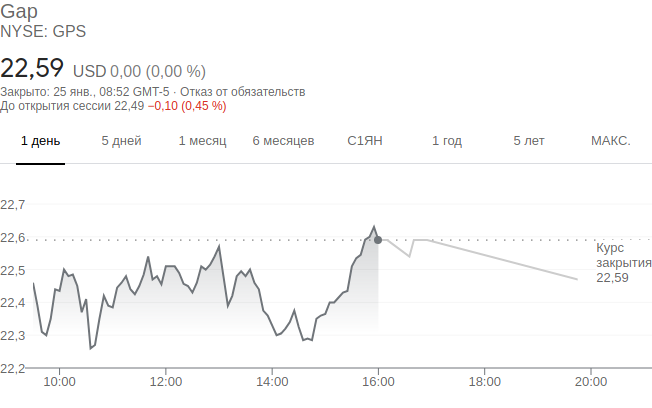 Gap
NYSE: GPS
22,59 USD 0,00 (0,00 %)
Закрыто: 25 янв., 08:52 GMT-5 · Отказ от обязательств
До открытия сессии 22,49 −0,10 (0,45 %)
1 день 5 дней 1 месяц 6 месяцев С1ЯН 1 год 5 лет МАКС.
22,7
22,6
Курс
закрытия
22,59
22,5
22,4
22,3
22,2
10:00 12:00 14:00 16:00 18:00 20:00